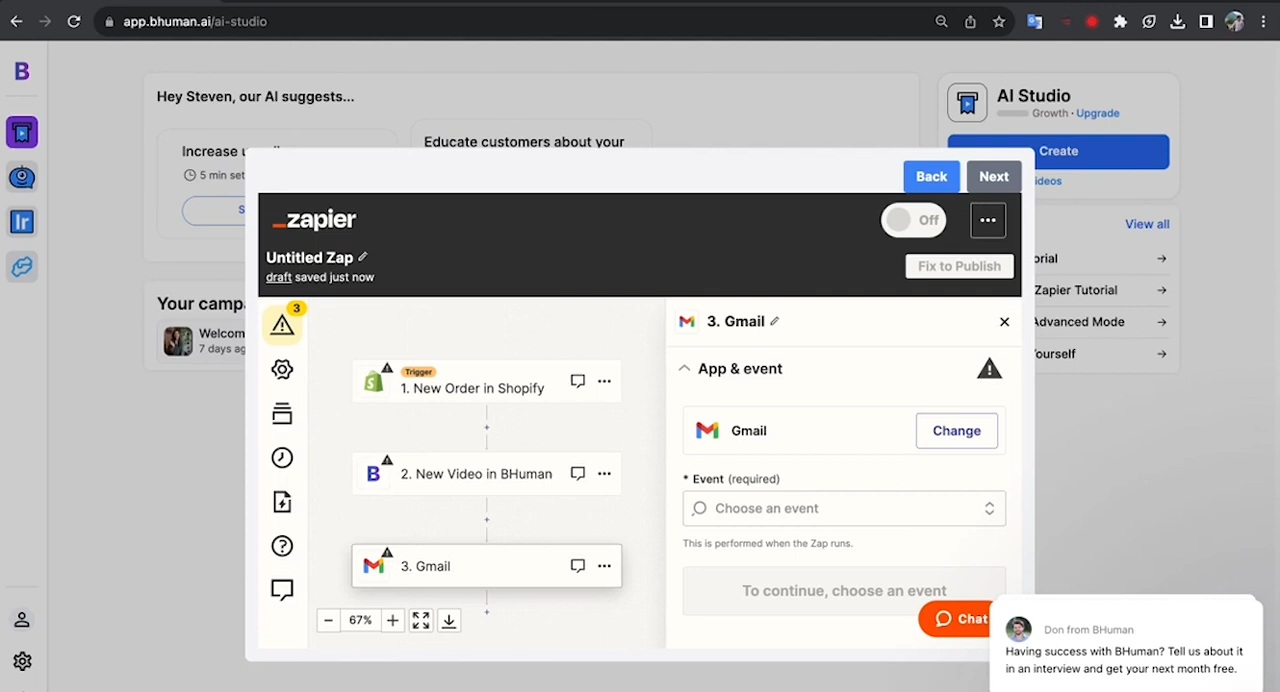 app.bhuman.ai/ai-studio
B
Hey Steven, our AI suggests...
Increase
5 min set
S
Educate customers about your
AI Studio
Growth · Upgrade
Create
ideos
View all
orial
Zapier Tutorial
Advanced Mode
ourself
Your camp
Welcom
7 days ag
Ir
Back
Next
_zapier
Off
Untitled Zap
draft saved just now
Fix to Publish
3
Trigger
1. New Order in Shopify
B
2. New Video in BHuman
3. Gmail
67%
3. Gmail
App & event
Gmail
Change
* Event (required)
Choose an event
This is performed when the Zap runs.
To continue, choose an event
Chat
Don from BHuman
Having success with BHuman? Tell us about it
in an interview and get your next month free.